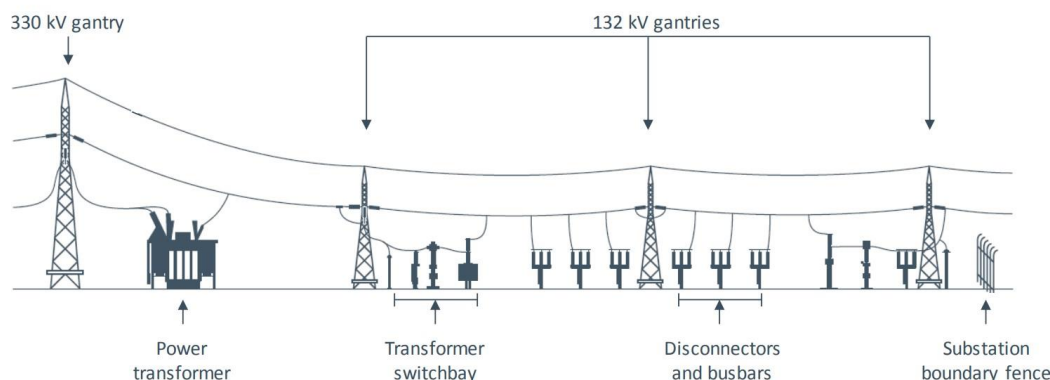 330 kV gantry
132 kV gantries
Power
transformer
Transformer
switchbay
Disconnectors
and busbars
Substation
boundary fence